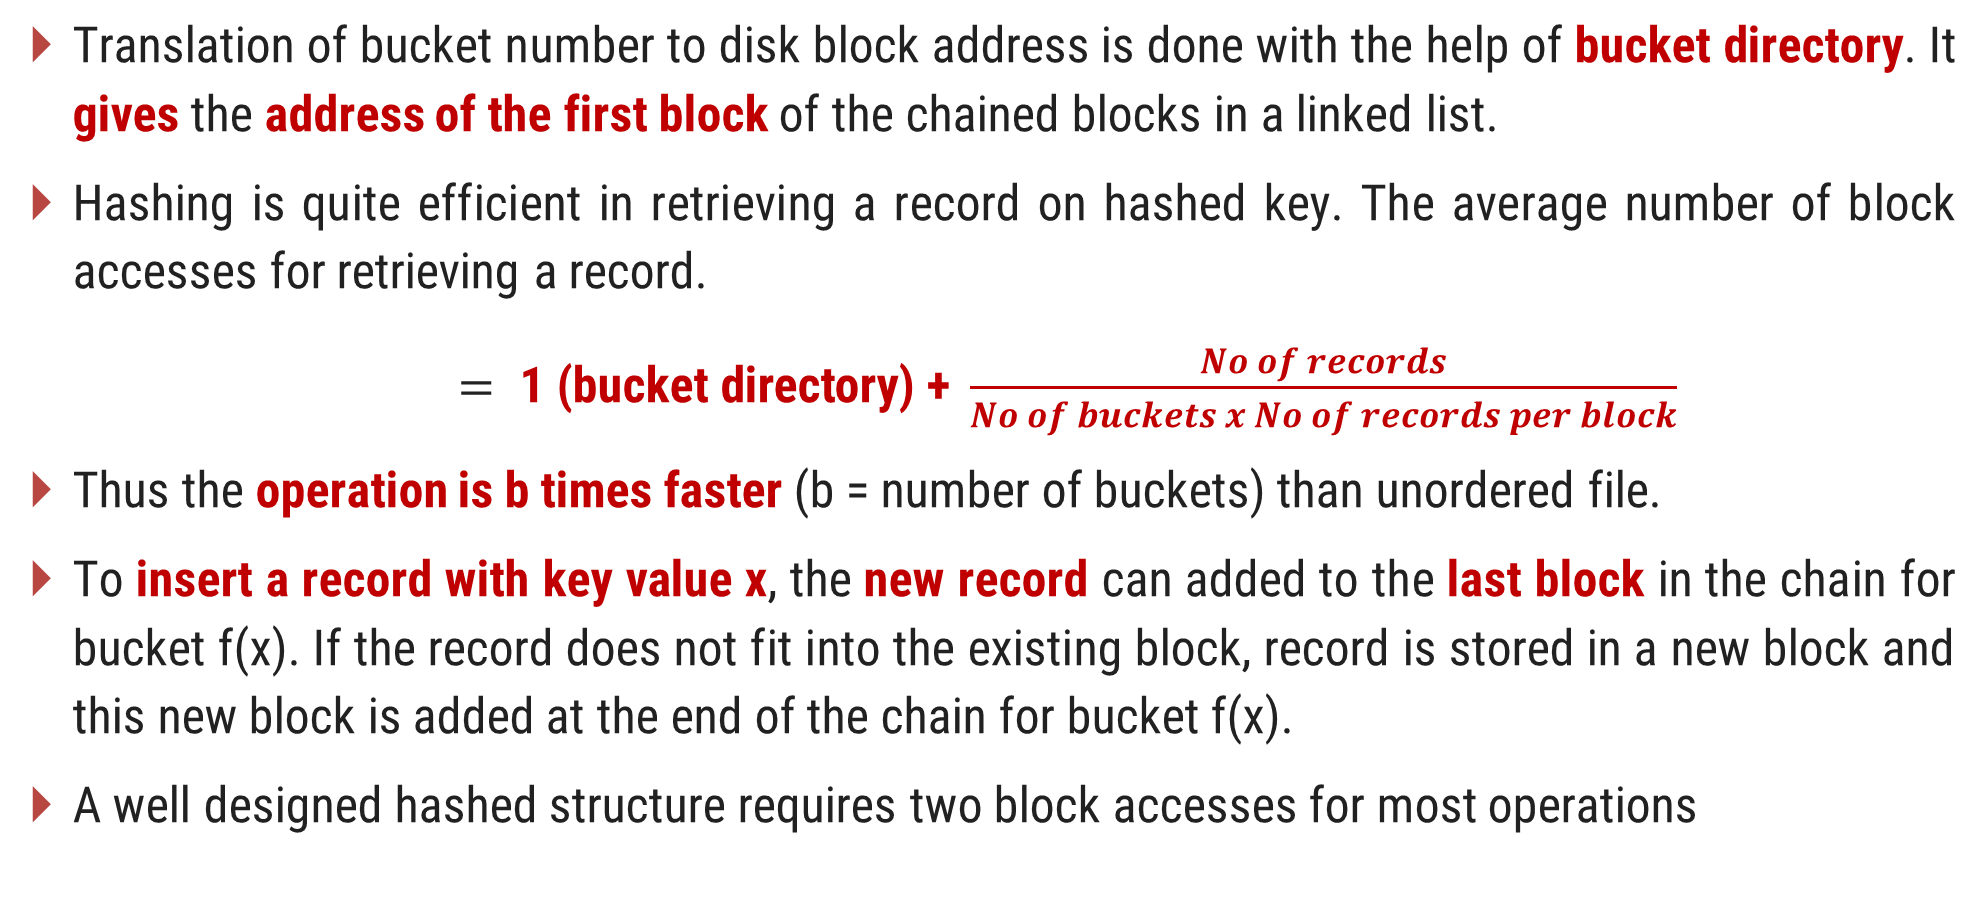 Translation of bucket number to disk block address is done with the help of bucket directory. It
gives the address of the first block of the chained blocks in a linked list.
Hashing is quite efficient in retrieving a record on hashed key. The average number of block
accesses for retrieving a record.
= 1 (bucket directory) + No of records
No of buckets x No of records per block
Thus the operation is b times faster (b = number of buckets) than unordered file.
To insert a record with key value x, the new record can added to the last block in the chain for
bucket f(x). If the record does not fit into the existing block, record is stored in a new block and
this new block is added at the end of the chain for bucket f(x).
A well designed hashed structure requires two block accesses for most operations